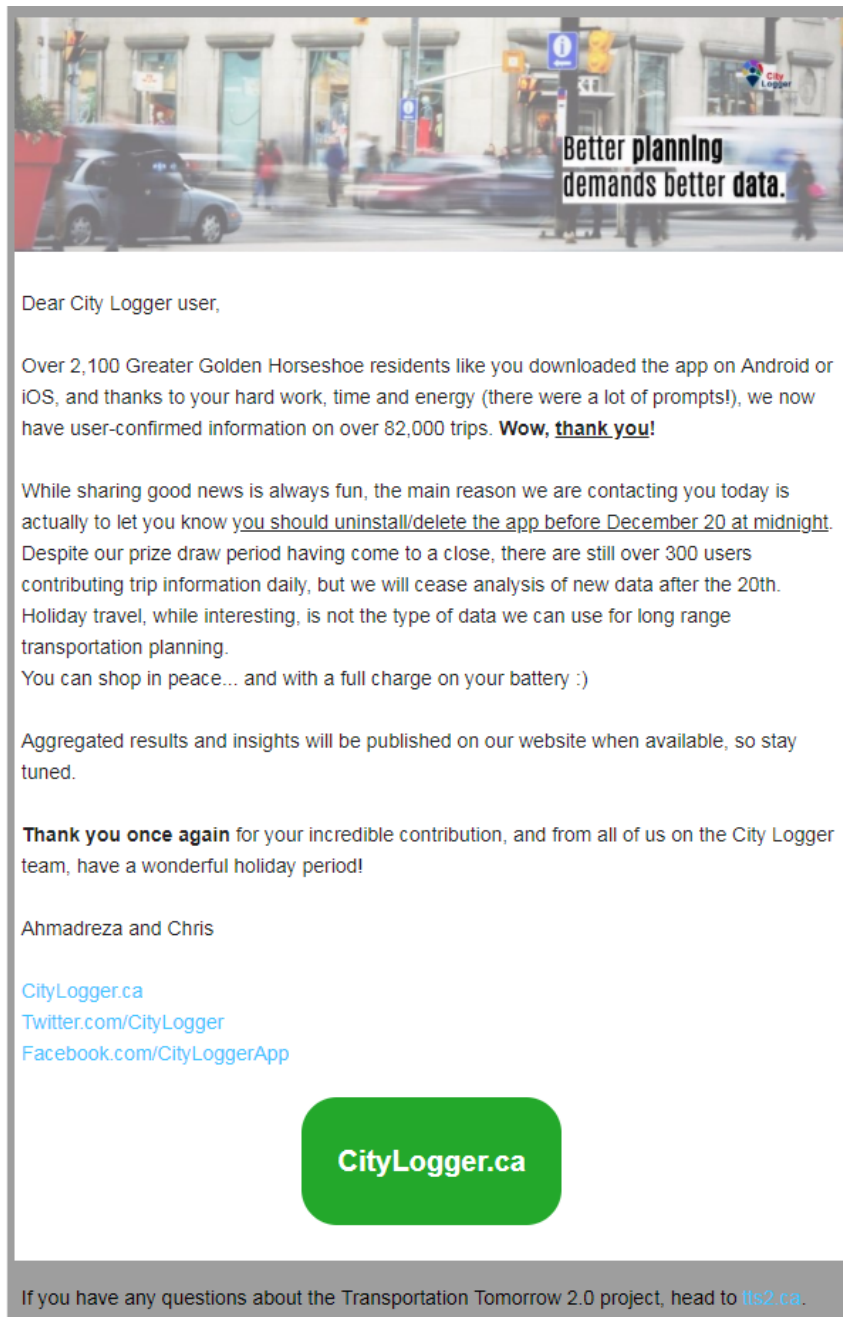 City
Logger
Better planning
demands better data.
Dear City Logger user,
Over 2,100 Greater Golden Horseshoe residents like you downloaded the app on Android or
iOS, and thanks to your hard work, time and energy (there were a lot of prompts!), we now
have user-confirmed information on over 82,000 trips. Wow, thank you!
While sharing good news is always fun, the main reason we are contacting you today is
actually to let you know you should uninstall/delete the app before December 20 at midnight.
Despite our prize draw period having come to a close, there are still over 300 users
contributing trip information daily, but we will cease analysis of new data after the 20th.
Holiday travel, while interesting, is not the type of data we can use for long range
transportation planning.
You can shop in peace... and with a full charge on your battery :)
Aggregated results and insights will be published on our website when available, so stay
tuned.
Thank you once again for your incredible contribution, and from all of us on the City Logger
team, have a wonderful holiday period!
Ahmadreza and Chris
CityLogger.ca
Twitter.com/CityLogger
Facebook.com/CityLoggerApp
CityLogger.ca
If you have any questions about the Transportation Tomorrow 2.0 project, head to tts2.ca.